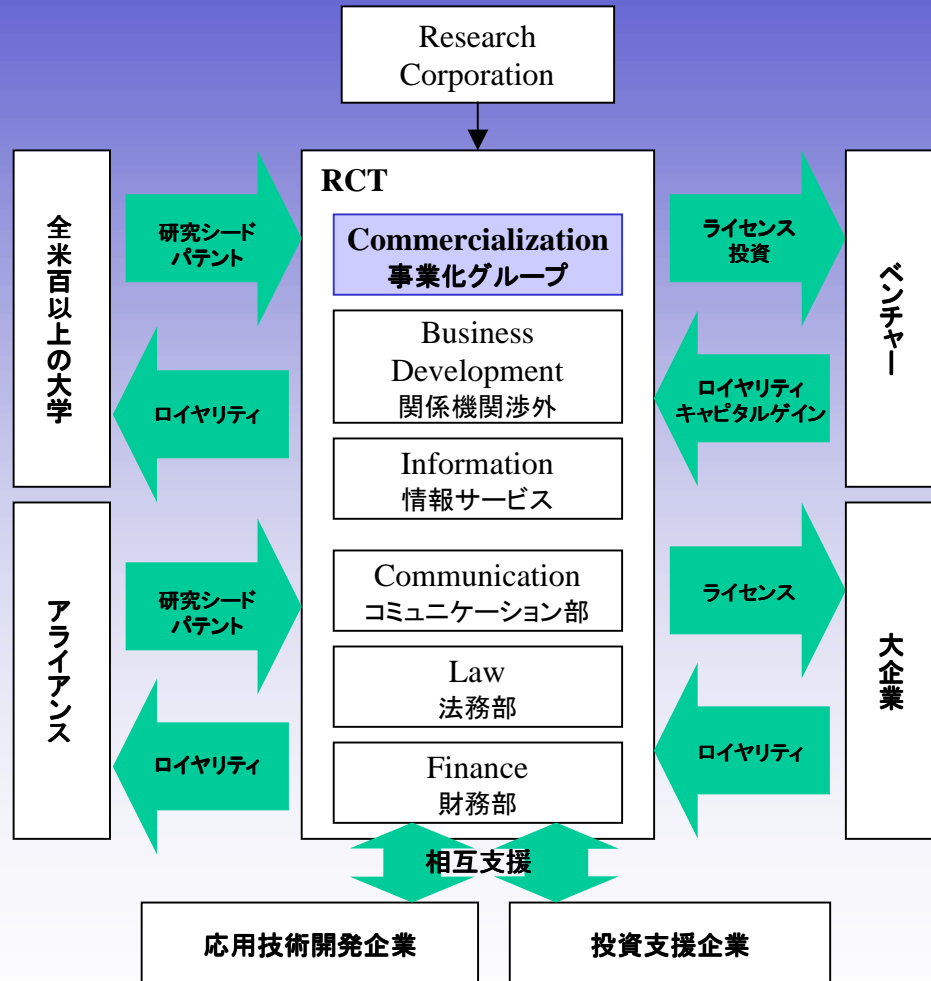 Research
Corporation
RCT
Commercialization
事業化グループ
Business
Development
関係機関渉外
Information
情報サービス
Communication
コミュニケーション部
Law
法務部
Finance
財務部
全米百以上の大学
研究シード
パテント
ロイヤリティ
アライアンス
研究シード
パテント
ロイヤリティ
ライセンス
投資
ロイヤリティ
キャピタルゲイン
ベンチャー
ライセンス
ロイヤリティ
大企業
相互支援
応用技術開発企業
投資支援企業